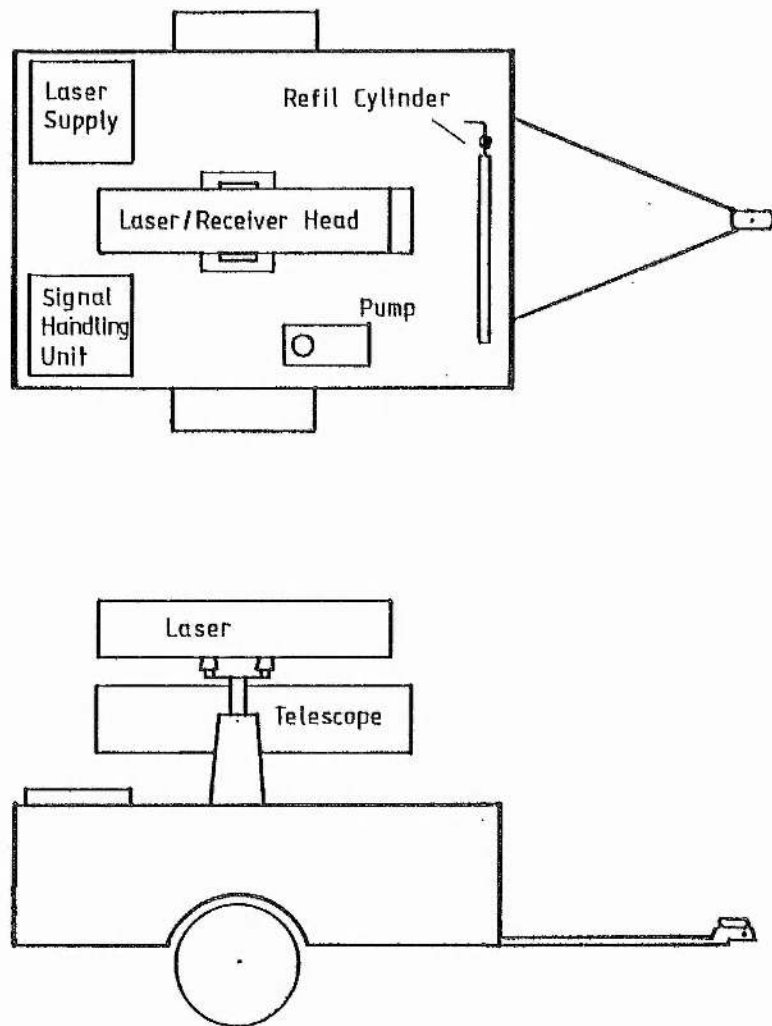 Laser
Supply
Refil Cylinder
Laser/Receiver Head
Signal
Handling
Unit
Pump
Laser
Telescope